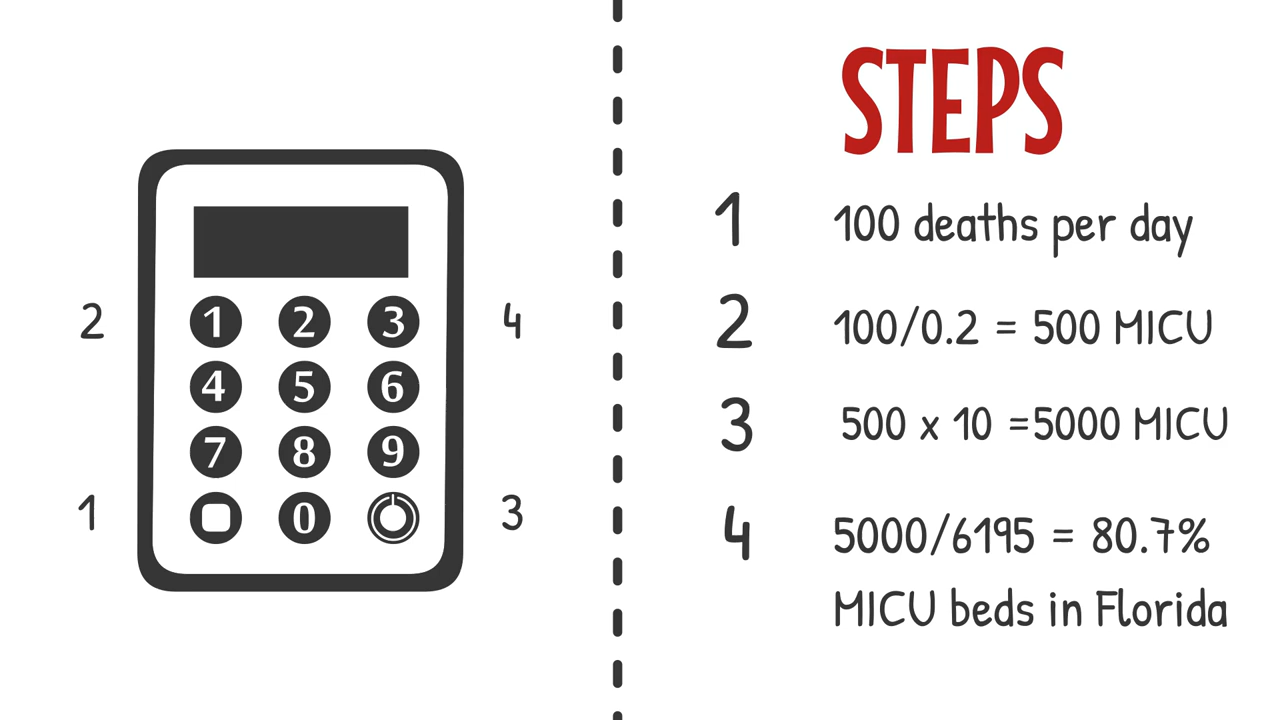 STEPS
2
4
1
3
1 2 3
4 5 6
7 8 9
0
1 100 deaths per day
2 100/0.2 = 500 MICU
3 500 x 10 =5000 MICU
4 5000/6195 = 80.7%
MICU beds in Florida